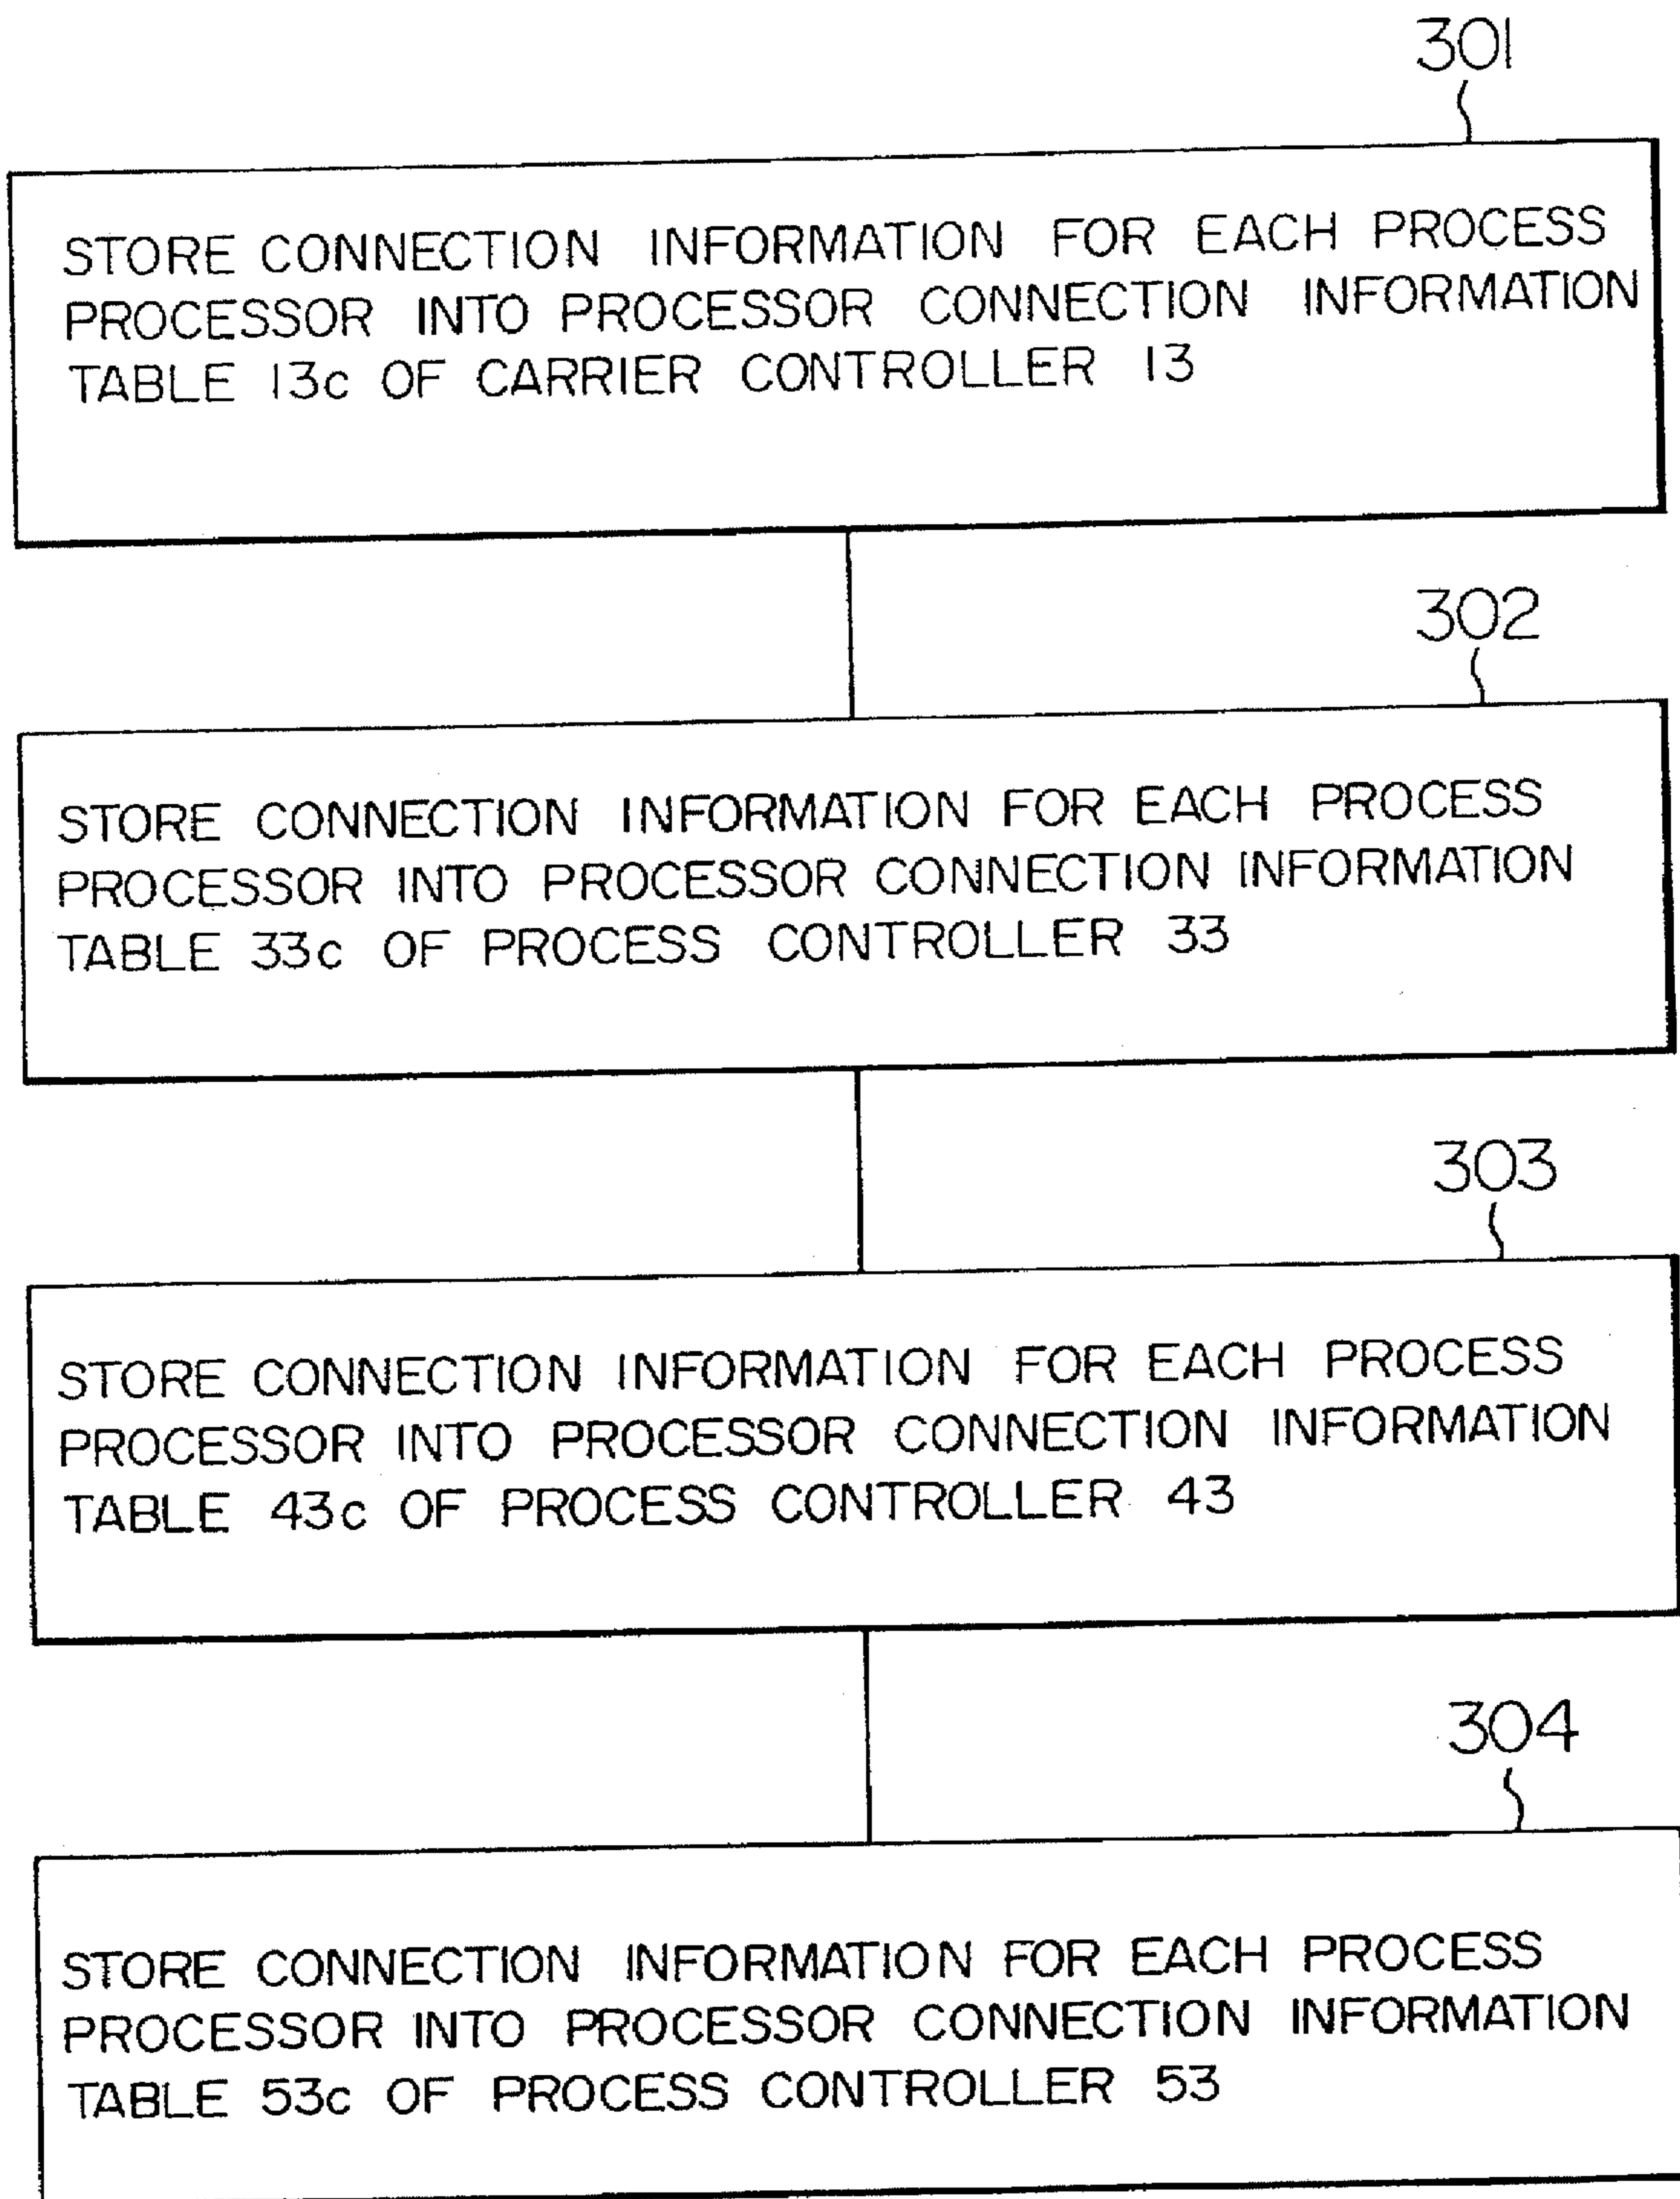 301
STORE CONNECTION INFORMATION FOR EACH PROCESS
PROCESSOR INTO PROCESSOR CONNECTION INFORMATION
TABLE 13c OF CARRIER CONTROLLER 13
302
STORE CONNECTION INFORMATION FOR EACH PROCESS
PROCESSOR INTO PROCESSOR CONNECTION INFORMATION
TABLE 33c OF PROCESS CONTROLLER 33
303
STORE CONNECTION INFORMATION FOR EACH PROCESS
PROCESSOR INTO PROCESSOR CONNECTION INFORMATION
TABLE 43c OF PROCESS CONTROLLER 43
304
STORE CONNECTION INFORMATION FOR EACH PROCESS
PROCESSOR INTO PROCESSOR CONNECTION INFORMATION
TABLE 53c OF PROCESS CONTROLLER 53